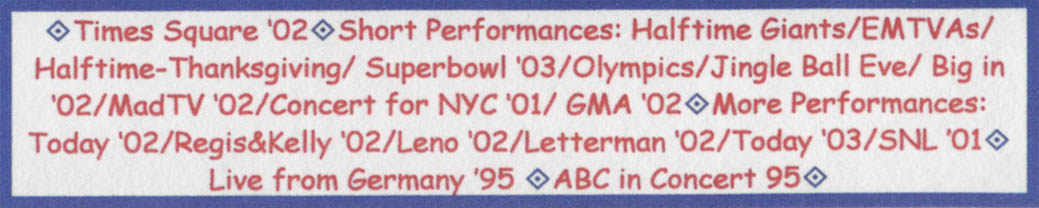 ◈Times Square '02◈Short Performances: Halftime Giants/EMTVAs/
Halftime-Thanksgiving/ Superbowl '03/Olympics/Jingle Ball Eve/ Big in
'02/MadTV '02/Concert for NYC '01/ GMA '02◈More Performances:
Today '02/Regis&Kelly '02/Leno '02/Letterman '02/Today '03/SNL '01◈
Live from Germany '95 ◈ABC in Concert 95◈